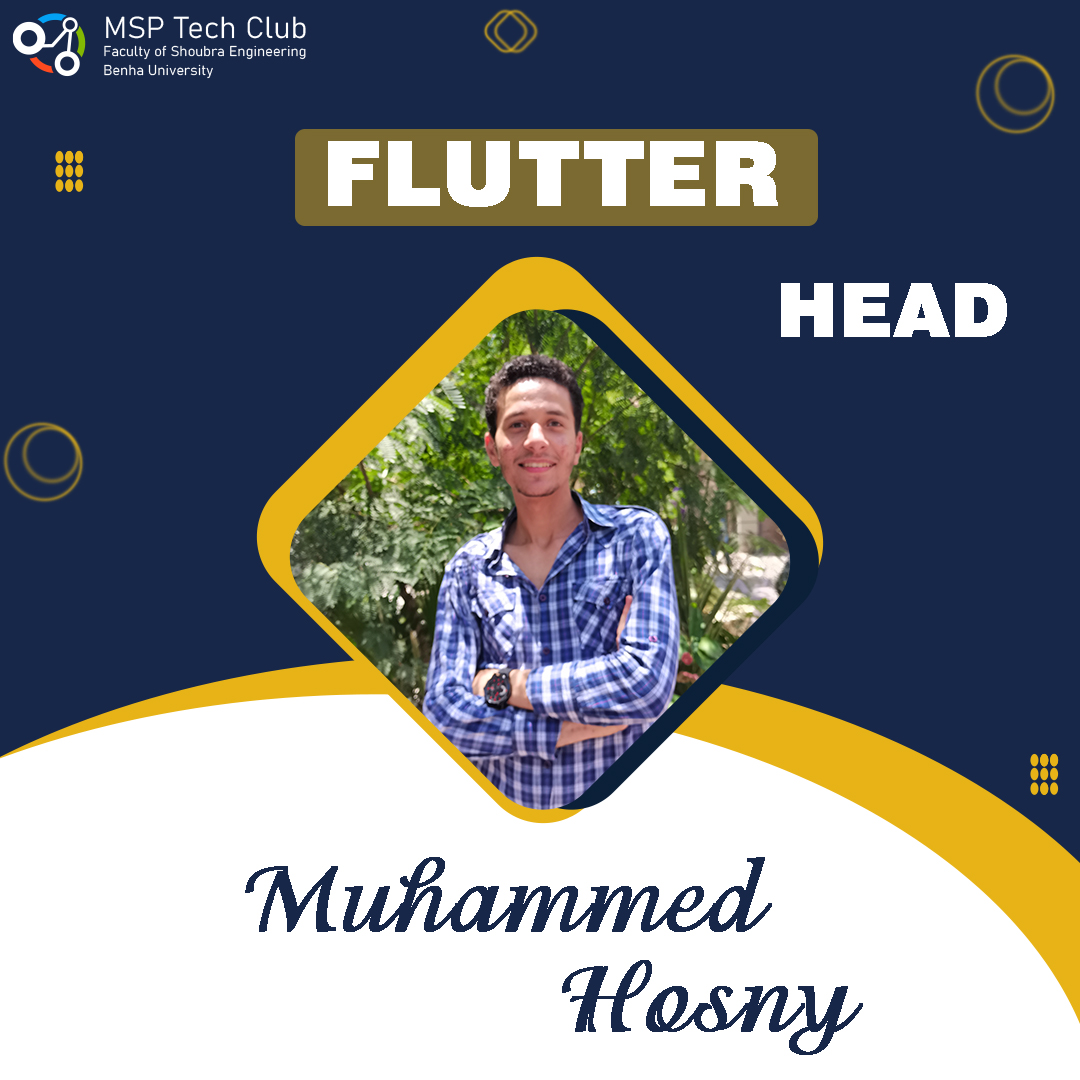 MSP Tech Club
Faculty of Shoubra Engineering
Benha University
FLUTTER
HEAD
Muhammed
Hosny